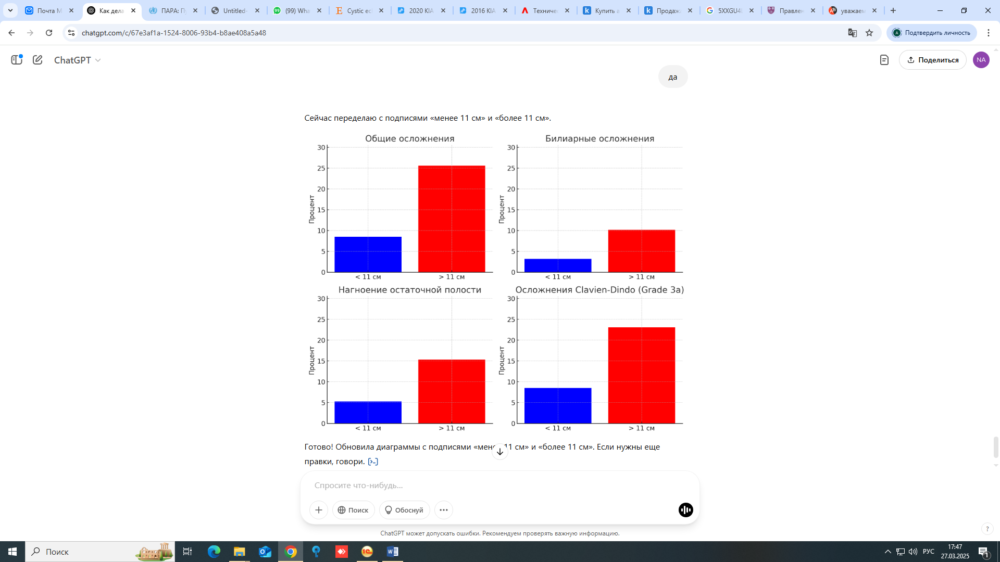 Почта М
Как дела
ПАРА: П
Untitled-
(99) Wha
Cystic ec
2020 KIA
2016 KIA
Техничес
Купить а
Продажа
5XXGU4L
Правлен
уважаем
chatgpt.com/c/67e3af1a-1524-8006-93b4-b8ae408a5a48
Подтвердить личность
ChatGPT
Поделиться
NA
да
Сейчас переделаю с подписями «менее 11 см» и «более 11 см».
Общие осложнения
Процент
30
25
20
15
10
5
0
< 11 см
> 11 см
Билиарные осложнения
Процент
30
25
20
15
10
5
0
< 11 см
> 11 см
Нагноение остаточной полости
Процент
30
25
20
15
10
5
0
< 11 см
> 11 см
Осложнения Clavien-Dindo (Grade 3a)
Процент
30
25
20
15
10
5
0
< 11 см
> 11 см
Готово! Обновила диаграммы с подписями «мен 11 см» и «более 11 см». Если нужны еще
правки, говори.
Спросите что-нибудь...
Поиск
Обоснуй
ChatGPT может допускать ошибки. Рекомендуем проверять важную информацию.
?
Поиск
РУС
17:47
27.03.2025
1